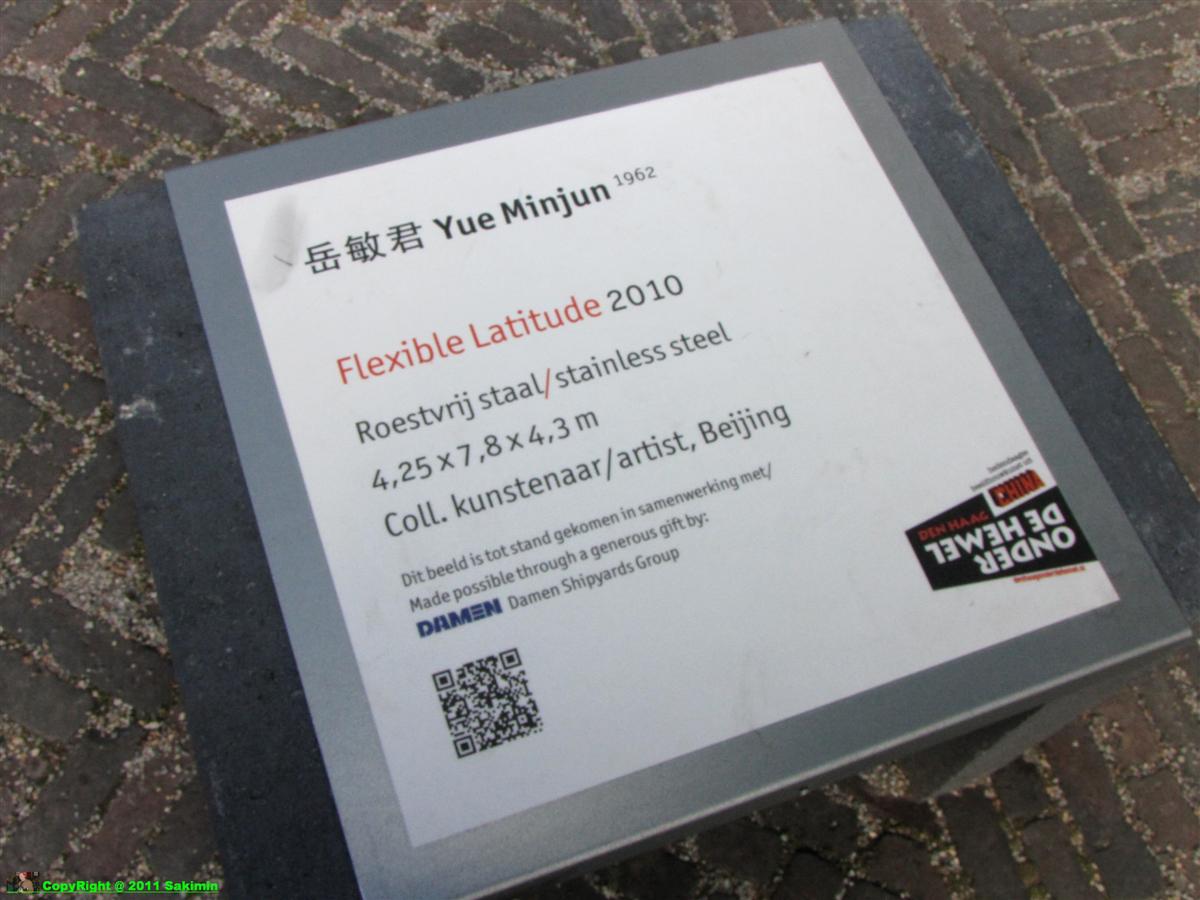 岳敏君 Yue Minjun 1962
Flexible Latitude 2010
Roestvrij staal/stainless steel
4,25 x 7,8 x 4,3 m
Coll. kunstenaar/artist, Beijing
Dit beeld is tot stand gekomen in samenwerking met/
Made possible through a generous gift by:
DAMEN Damen Shipyards Group
CHINA
DEN HAAG
ONDER
DE HEMEL
CopyRight @ 2011 Sakimin